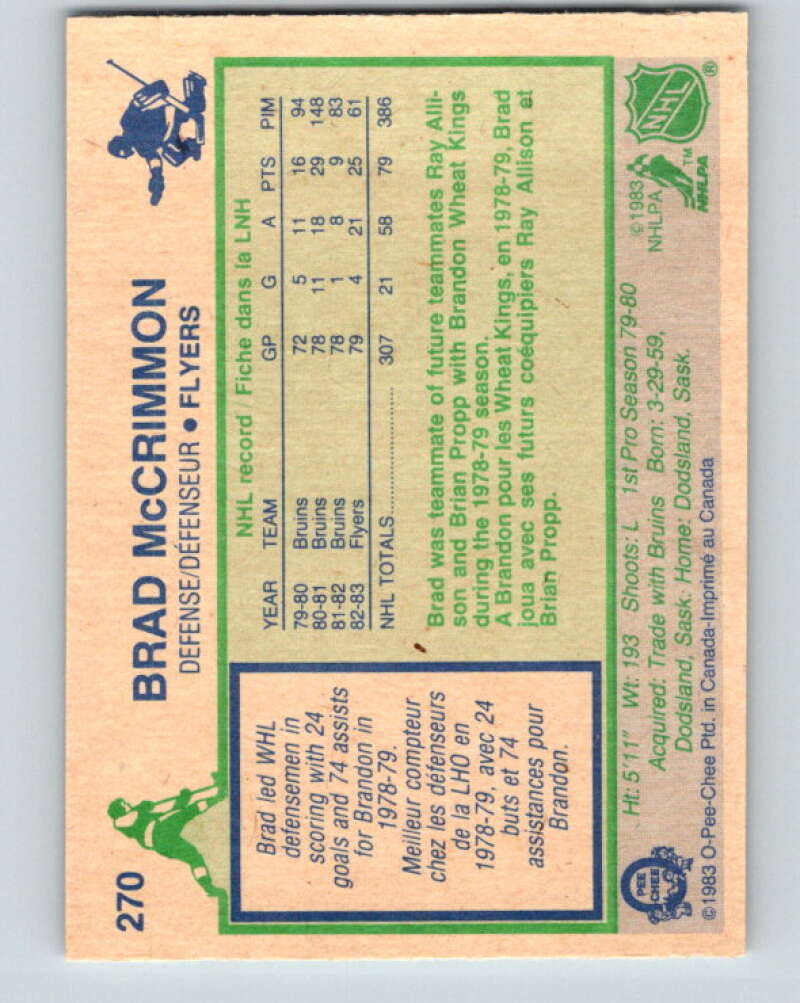 270
BRAD McCRIMMON
DEFENSE/DÉFENSEUR • FLYERS
Brad led WHL
defensemen in
scoring with 24
goals and 74 assists
for Brandon in
1978-79.
Meilleur compteur
chez les défenseurs
de la LHO en
1978-79, avec 24
buts et 74
assistances pour
Brandon.
NHL record / Fiche dans la LNH
YEAR TEAM GP G A PTS PIM
79-80 Bruins 72 5 11 16 94
80-81 Bruins 78 11 18 29 148
81-82 Bruins 78 1 8 9 83
82-83 Flyers 79 4 21 25 61
NHL TOTALS 307 21 58 79 386
Brad was teammate of future teammates Ray Alli-
son and Brian Propp with Brandon Wheat Kings
during the 1978-79 season.
A Brandon pour les Wheat Kings, en 1978-79, Brad
joua avec ses futurs coéquipiers Ray Allison et
Brian Propp.
Ht: 5'11" Wt: 193 Shoots: L 1st Pro Season 79-80
Acquired: Trade with Bruins Born: 3-29-59,
Dodsland, Sask. Home: Dodsland, Sask.
©1983
NHLPA
NHL ®
NHLPA ™
O PEE CHEE
©1983 O-Pee-Chee Ptd. in Canada-Imprimé au Canada